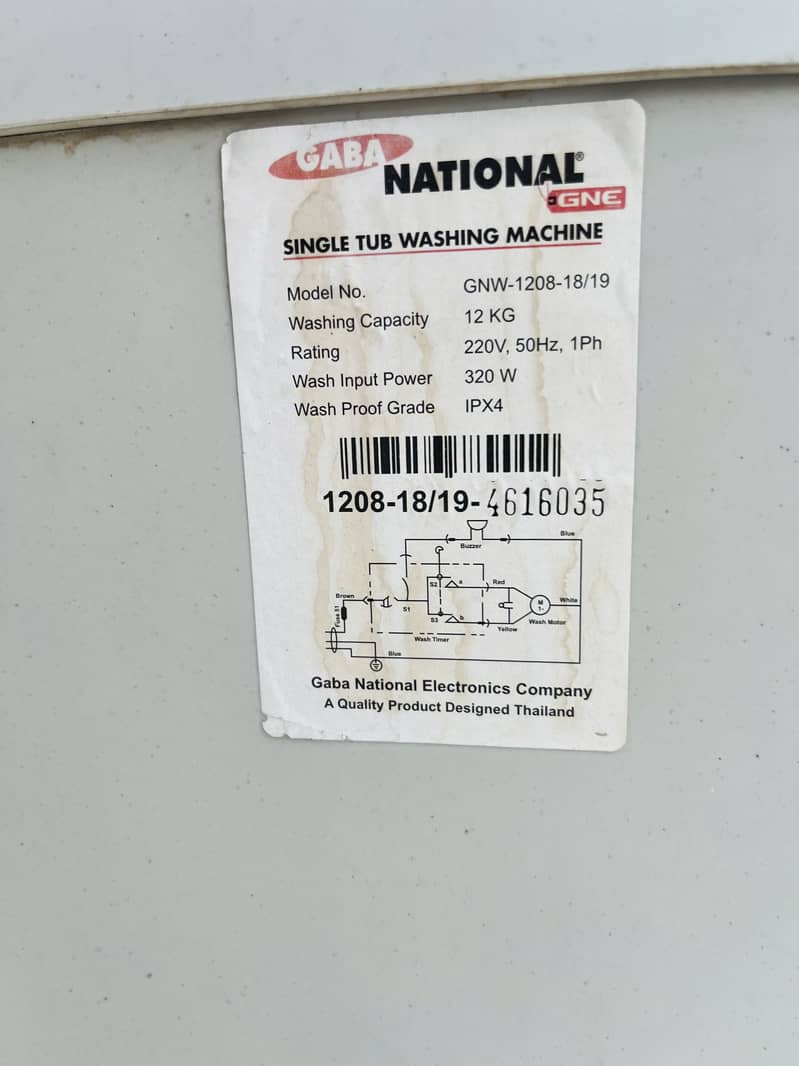 GABA
NATIONAL®
GNE
SINGLE TUB WASHING MACHINE
Model No. GNW-1208-18/19
Washing Capacity 12 KG
Rating 220V, 50Hz, 1Ph
Wash Input Power 320 W
Wash Proof Grade IPX4
1208-18/19-4616035
Blue
Buzzer
S2 a Red
Brown
S1
M
1~
White
Fuse
S3 b
Wash Motor
Yellow
Wash Timer
Blue
Gaba National Electronics Company
A Quality Product Designed Thailand